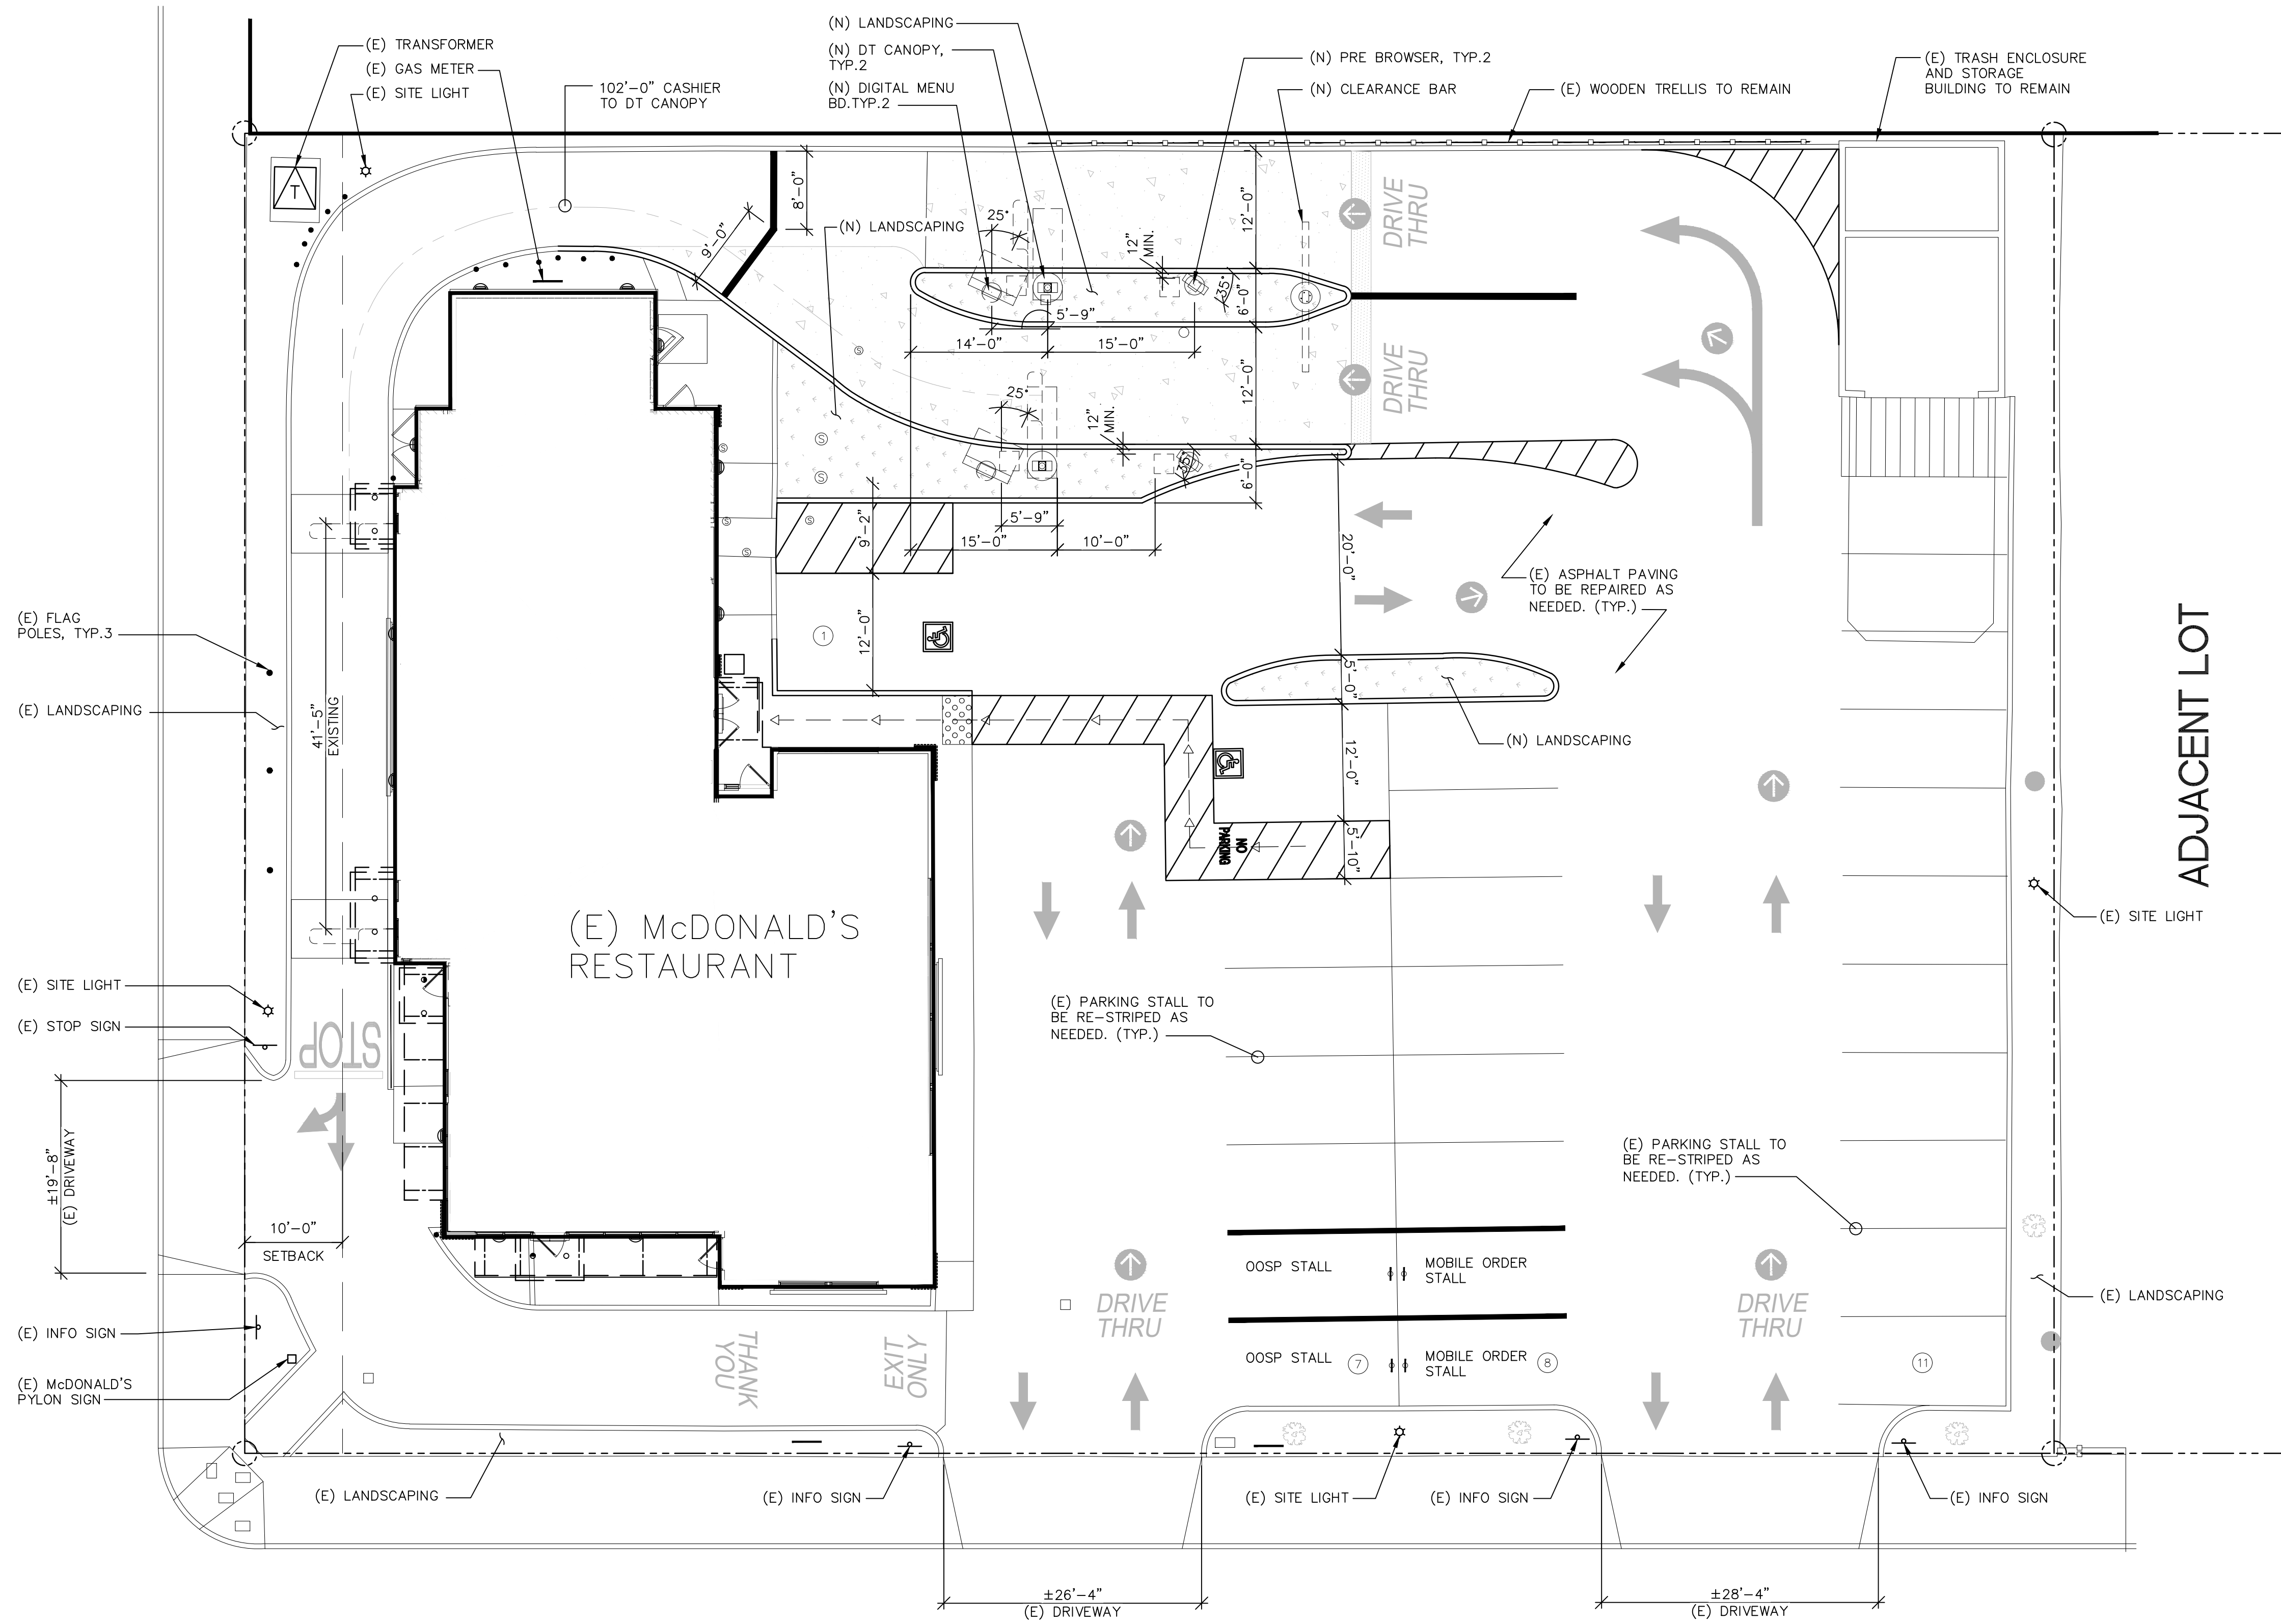 (E) TRANSFORMER
(E) GAS METER
(E) SITE LIGHT
102'-0" CASHIER
TO DT CANOPY
(N) LANDSCAPING
(N) DT CANOPY,
TYP.2
(N) DIGITAL MENU
BD.TYP.2
(N) PRE BROWSER, TYP.2
(N) CLEARANCE BAR
(E) WOODEN TRELLIS TO REMAIN
(E) TRASH ENCLOSURE
AND STORAGE
BUILDING TO REMAIN
T
8'-0"
9'-0"
(N) LANDSCAPING
25°
12"
MIN.
12'-0"
35°
6'-0"
5'-9"
14'-0"
15'-0"
DRIVE
THRU
DRIVE
THRU
25°
12"
MIN.
12'-0"
35°
6'-0"
S
S
S
S
S
S
S
5'-9"
15'-0"
10'-0"
9'-2"
12'-0"
1
20'-0"
(E) ASPHALT PAVING
TO BE REPAIRED AS
NEEDED. (TYP.)
5'-0"
(N) LANDSCAPING
12'-0"
5'-10"
NO
PARKING
(E) FLAG
POLES, TYP.3
(E) LANDSCAPING
41'-5"
EXISTING
(E) McDONALD'S
RESTAURANT
ADJACENT LOT
(E) SITE LIGHT
(E) SITE LIGHT
(E) STOP SIGN
STOP
(E) PARKING STALL TO
BE RE-STRIPED AS
NEEDED. (TYP.)
(E) PARKING STALL TO
BE RE-STRIPED AS
NEEDED. (TYP.)
±19'-8"
(E) DRIVEWAY
10'-0"
SETBACK
OOSP STALL
MOBILE ORDER
STALL
DRIVE
THRU
DRIVE
THRU
(E) LANDSCAPING
(E) INFO SIGN
(E) McDONALD'S
PYLON SIGN
THANK
YOU
EXIT
ONLY
OOSP STALL
7
MOBILE ORDER
STALL
8
11
(E) LANDSCAPING
(E) INFO SIGN
(E) SITE LIGHT
(E) INFO SIGN
(E) INFO SIGN
±26'-4"
(E) DRIVEWAY
±28'-4"
(E) DRIVEWAY